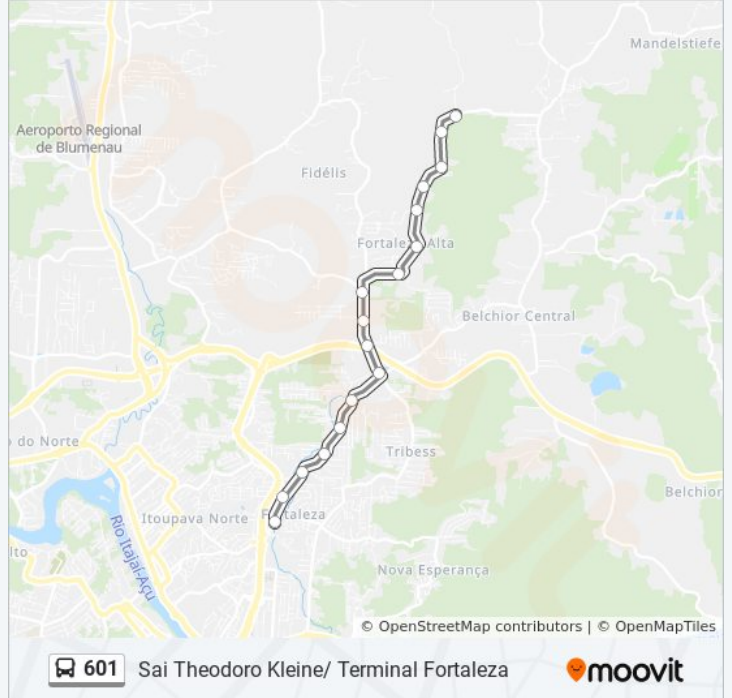 Mandelstiefe
Aeroporto Regional
de Blumenau
Fidélis
Fortaleza Alta
Belchior Central
o do Norte
Tribess
Belchior
Itoupava Norte
Fortaleza
Rio Itajaí-Açu
lto
Nova Esperança
© OpenStreetMap contributors | © OpenMapTiles
601 Sai Theodoro Kleine/ Terminal Fortaleza
moovit